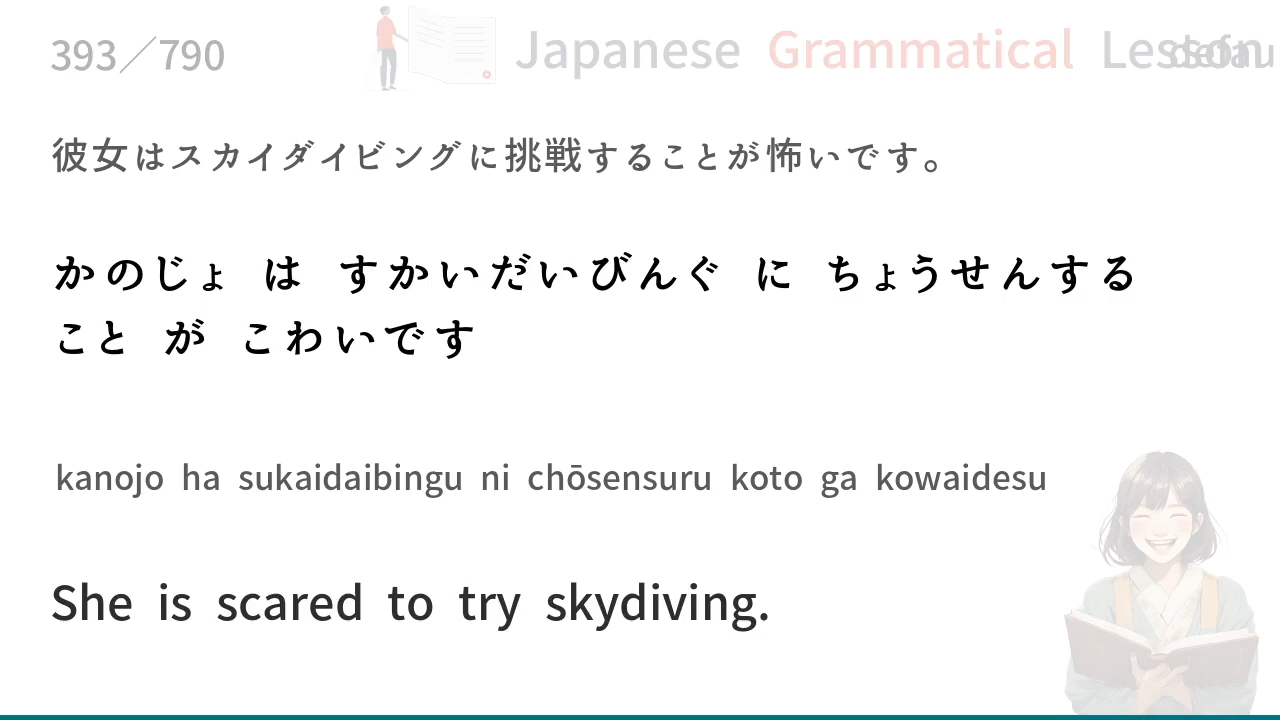 393／790
Japanese Grammatical Lesson
彼女はスカイダイビングに挑戦することが怖いです。
かのじょ は すかいだいびんぐ に ちょうせんする
こと が こわいです
kanojo ha sukaidaibingu ni chōsensuru koto ga kowaidesu
She is scared to try skydiving.